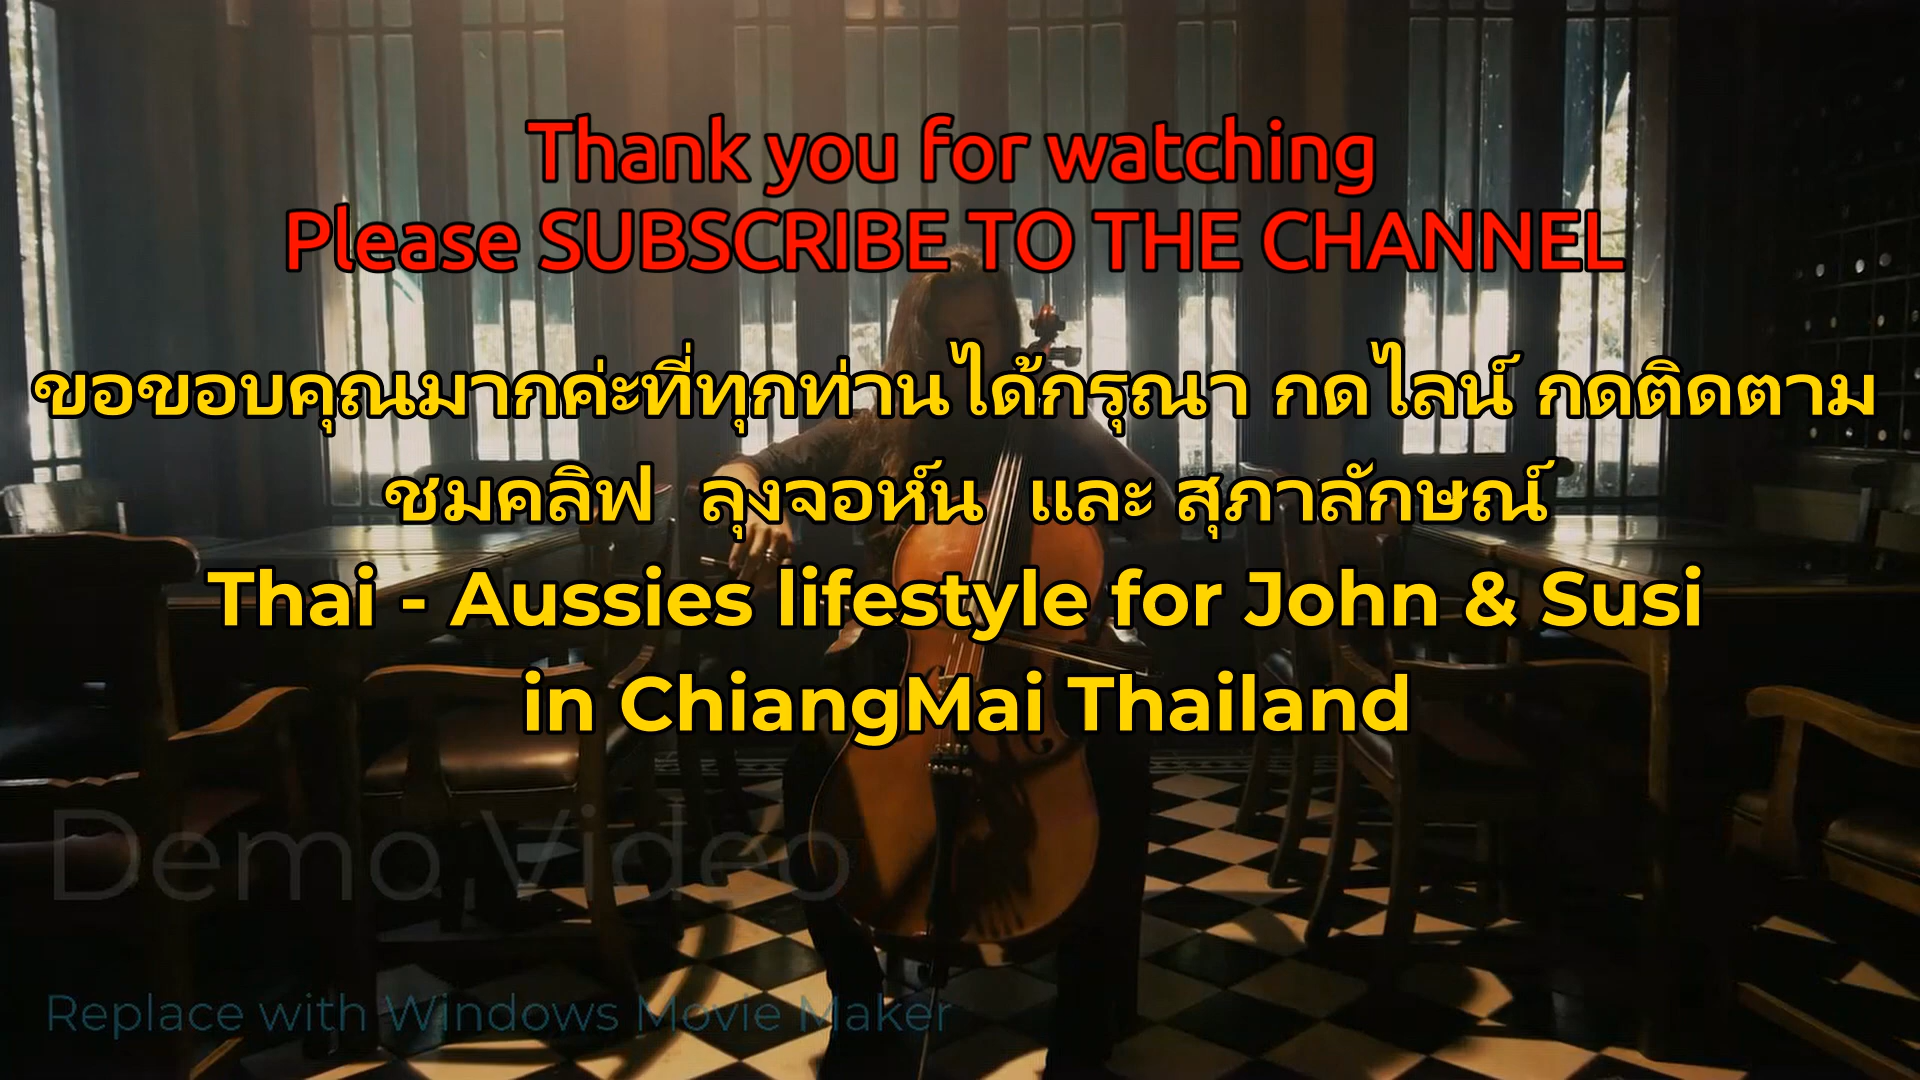 Thank you for watching
Please SUBSCRIBE TO THE CHANNEL
ขอขอบคุณมากค่ะที่ทุกท่านได้กรุณา กดไลน์ กดติดตาม
ชมคลิฟ ลุงจอห์น และ สุภาลักษณ์
Thai - Aussies lifestyle for John & Susi
in ChiangMai Thailand
Demo Video
Replace with Windows Movie Maker